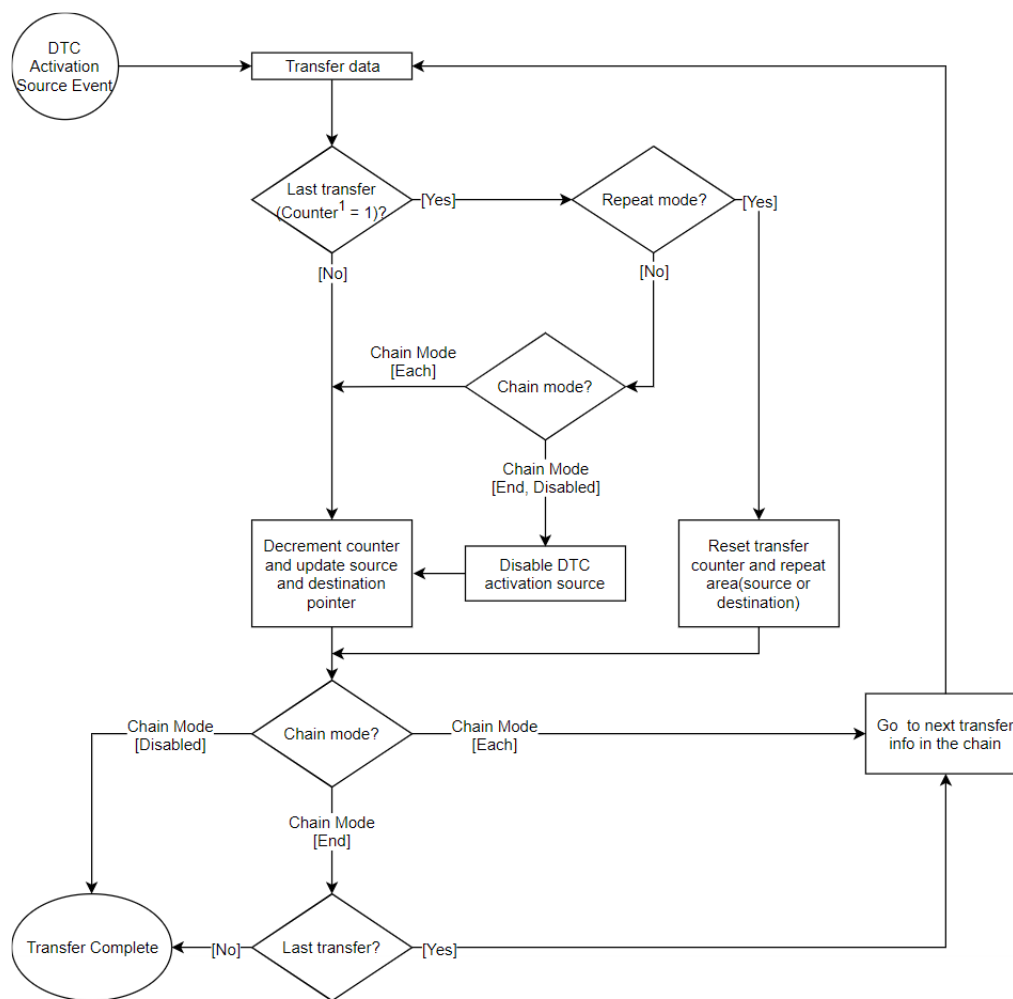 DTC
Activation
Source Event
Transfer data
Last transfer
(Counter¹ = 1)?
[Yes]
Repeat mode?
[Yes]
[No]
[No]
Chain Mode
[Each]
Chain mode?
Chain Mode
[End, Disabled]
Decrement counter
and update source
and destination
pointer
Disable DTC
activation source
Reset transfer
counter and repeat
area(source or
destination)
Chain Mode
[Disabled]
Chain mode?
Chain Mode
[Each]
Go to next transfer
info in the chain
Chain Mode
[End]
Transfer Complete
[No]
Last transfer?
[Yes]